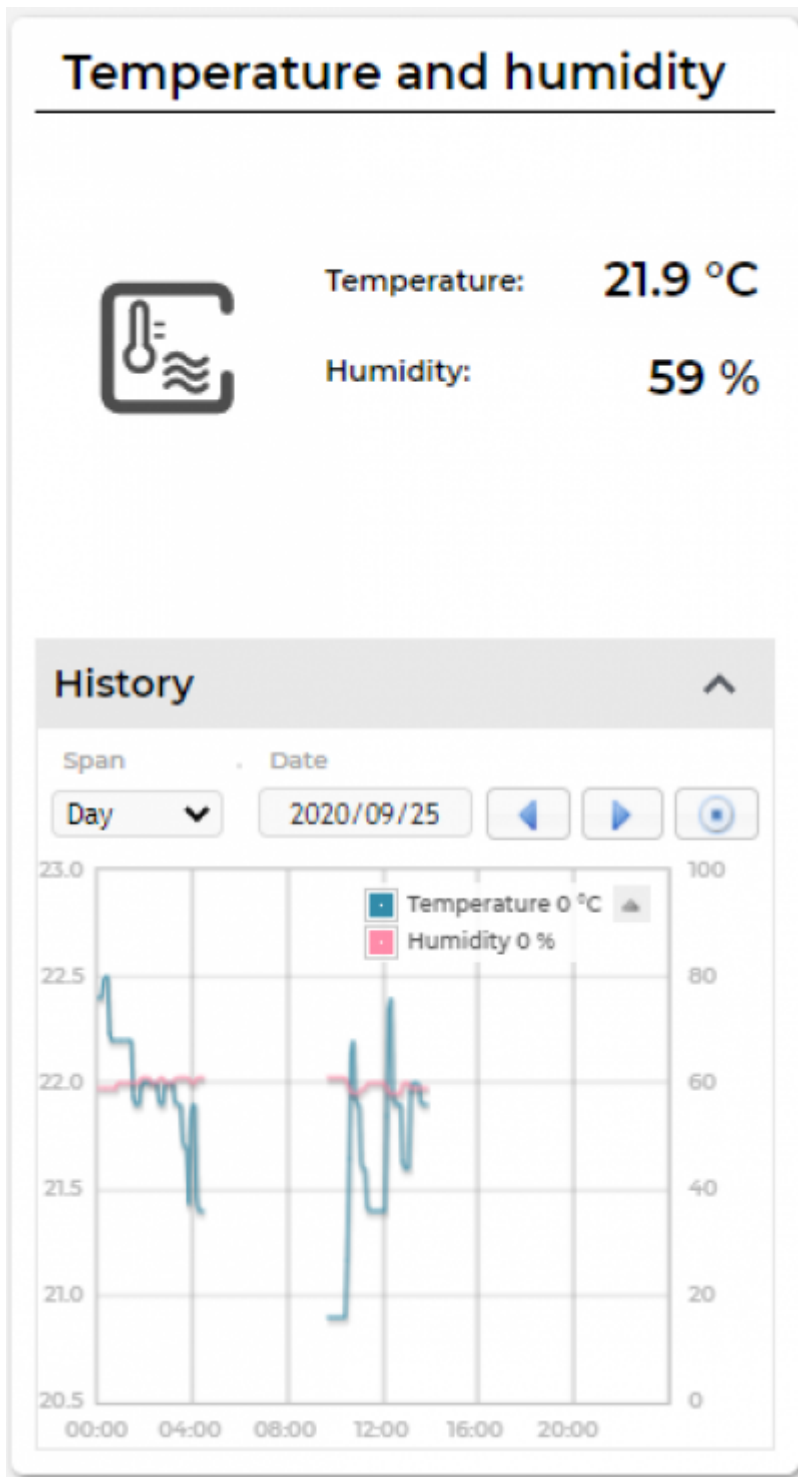 Temperature and humidity
Temperature: 21.9 °C
Humidity: 59 %
History
Span . Date
Day 2020/09/25
23.0 100
Temperature 0 °C
Humidity 0 %
22.5 80
22.0 60
21.5 40
21.0 20
20.5 0
00:00 04:00 08:00 12:00 16:00 20:00